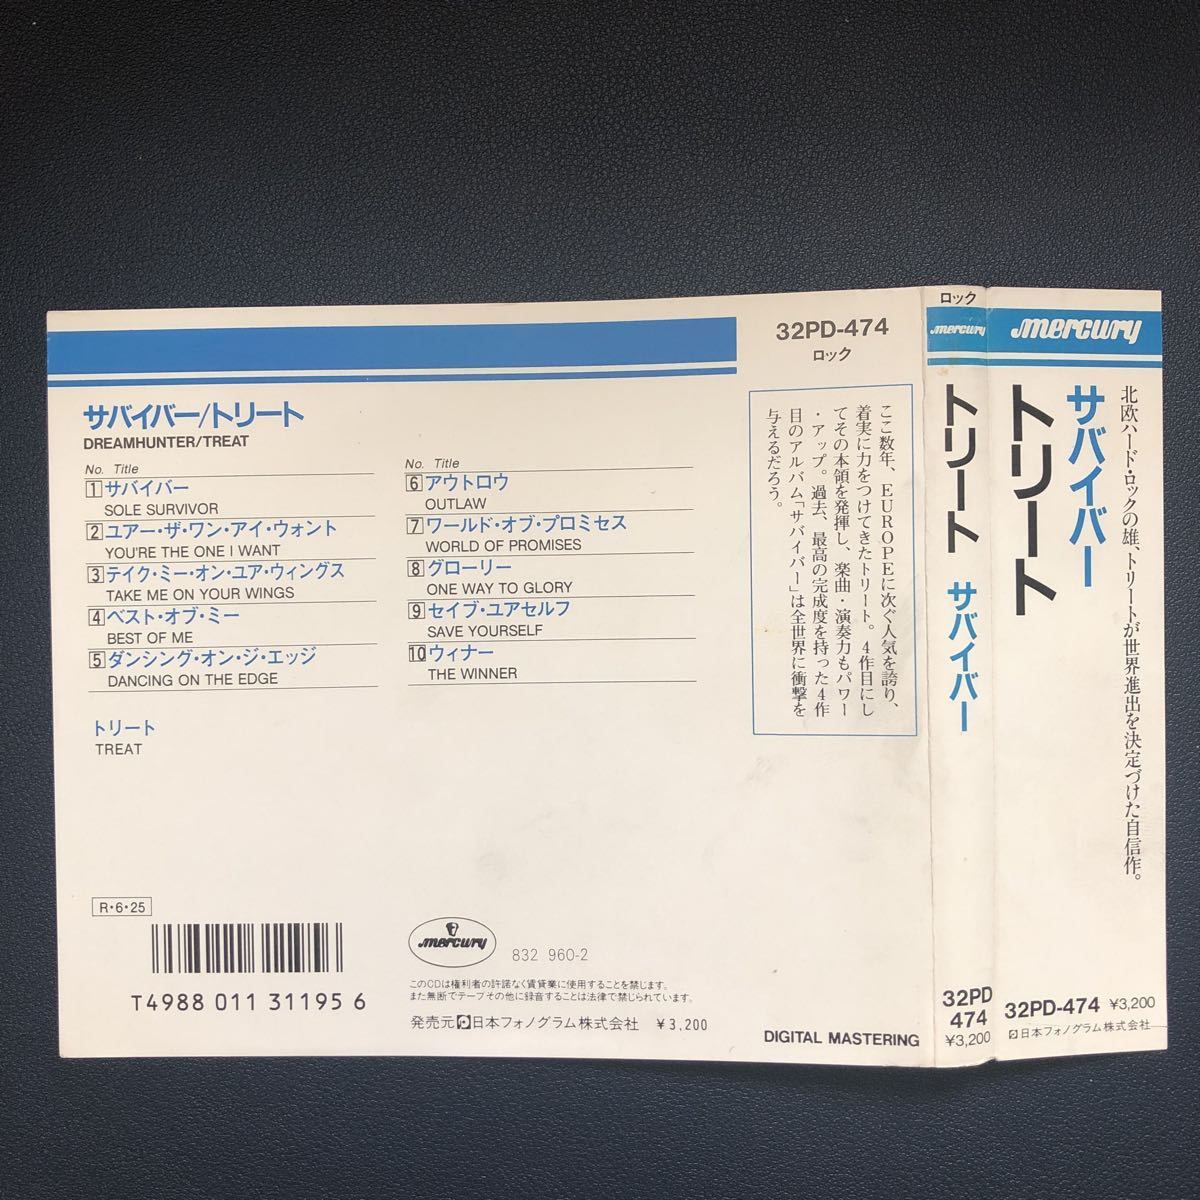 サバイバー/トリート
DREAMHUNTER/TREAT
No. Title
1 サバイバー
SOLE SURVIVOR
2 ユアー・ザ・ワン・アイ・ウォント
YOU'RE THE ONE I WANT
3 テイク・ミー・オン・ユア・ウィングス
TAKE ME ON YOUR WINGS
4 ベスト・オブ・ミー
BEST OF ME
5 ダンシング・オン・ジ・エッジ
DANCING ON THE EDGE
No. Title
6 アウトロウ
OUTLAW
7 ワールド・オブ・プロミセス
WORLD OF PROMISES
8 グローリー
ONE WAY TO GLORY
9 セイブ・ユアセルフ
SAVE YOURSELF
10 ウィナー
THE WINNER
トリート
TREAT
R・6・25
T4988 011 31195 6
mercury
832 960-2
このCDは権利者の許諾なく賃貸業に使用することを禁じます。
また無断でテープその他に録音することは法律で禁じられています。
発売元 日本フォノグラム株式会社 ¥3,200
DIGITAL MASTERING
32PD-474
ロック
ここ数年、EUROPEに次ぐ人気を誇り、
着実に力をつけてきたトリート。4作目にし
てその本領を発揮し、楽曲・演奏力もパワー
・アップ。過去、最高の完成度を持った4作
目のアルバム「サバイバー」は全世界に衝撃を
与えるだろう。
ロック
mercury
トリート サバイバー
32PD
474
¥3,200
mercury
北欧ハード・ロックの雄、トリートが世界進出を決定づけた自信作。
サバイバー
トリート
32PD-474 ¥3,200
日本フォノグラム株式会社